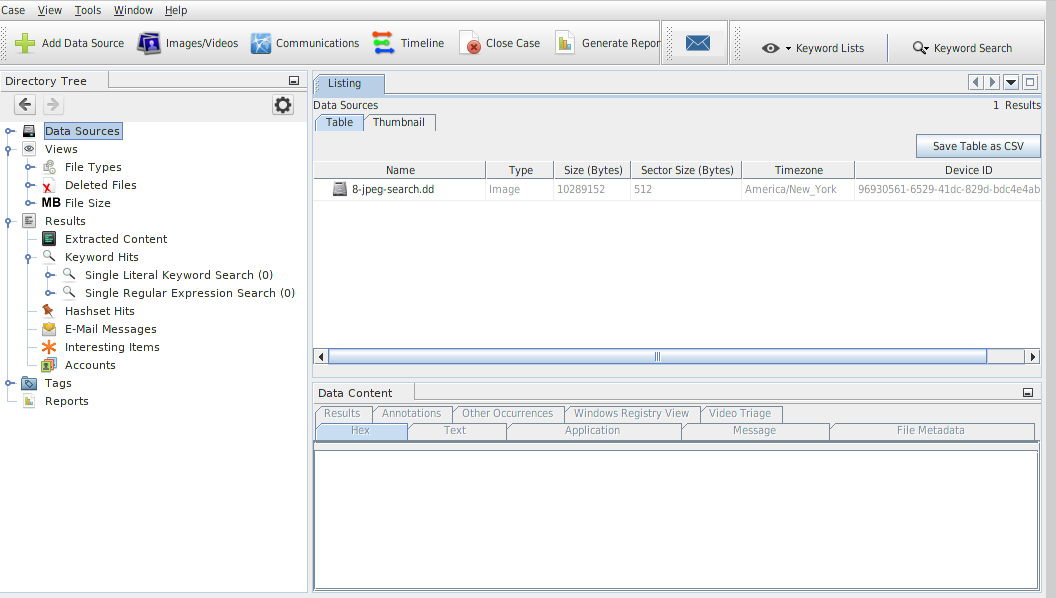 Case View Tools Window Help
Add Data Source Images/Videos Communications Timeline Close Case Generate Repor Keyword Lists Keyword Search
Directory Tree
Data Sources
Views
File Types
Deleted Files
MB File Size
Results
Extracted Content
Keyword Hits
Single Literal Keyword Search (0)
Single Regular Expression Search (0)
Hashset Hits
E-Mail Messages
Interesting Items
Accounts
Tags
Reports
Listing
Data Sources 1 Results
Table Thumbnail
Save Table as CSV
Name Type Size (Bytes) Sector Size (Bytes) Timezone Device ID
8-jpeg-search.dd Image 10289152 512 America/New_York 96930561-6529-41dc-829d-bdc4e4ab
Data Content
Results Annotations Other Occurrences Windows Registry View Video Triage
Hex Text Application Message File Metadata